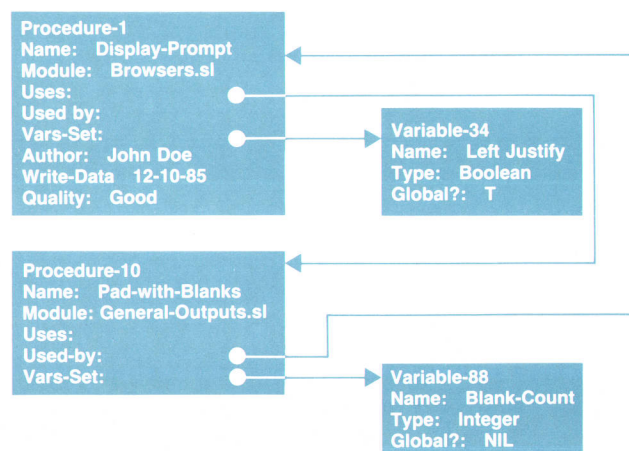 Procedure-1
Name: Display-Prompt
Module: Browsers.sl
Uses:
Used by:
Vars-Set:
Author: John Doe
Write-Data 12-10-85
Quality: Good
Variable-34
Name: Left Justify
Type: Boolean
Global?: T
Procedure-10
Name: Pad-with-Blanks
Module: General-Outputs.sl
Uses:
Used-by:
Vars-Set:
Variable-88
Name: Blank-Count
Type: Integer
Global?: NIL